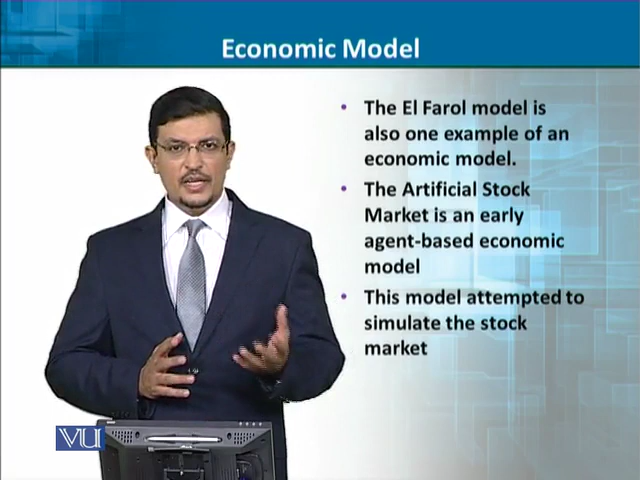 Economic Model
• The El Farol model is
also one example of an
economic model.
• The Artificial Stock
Market is an early
agent-based economic
model
• This model attempted to
simulate the stock
market
VU